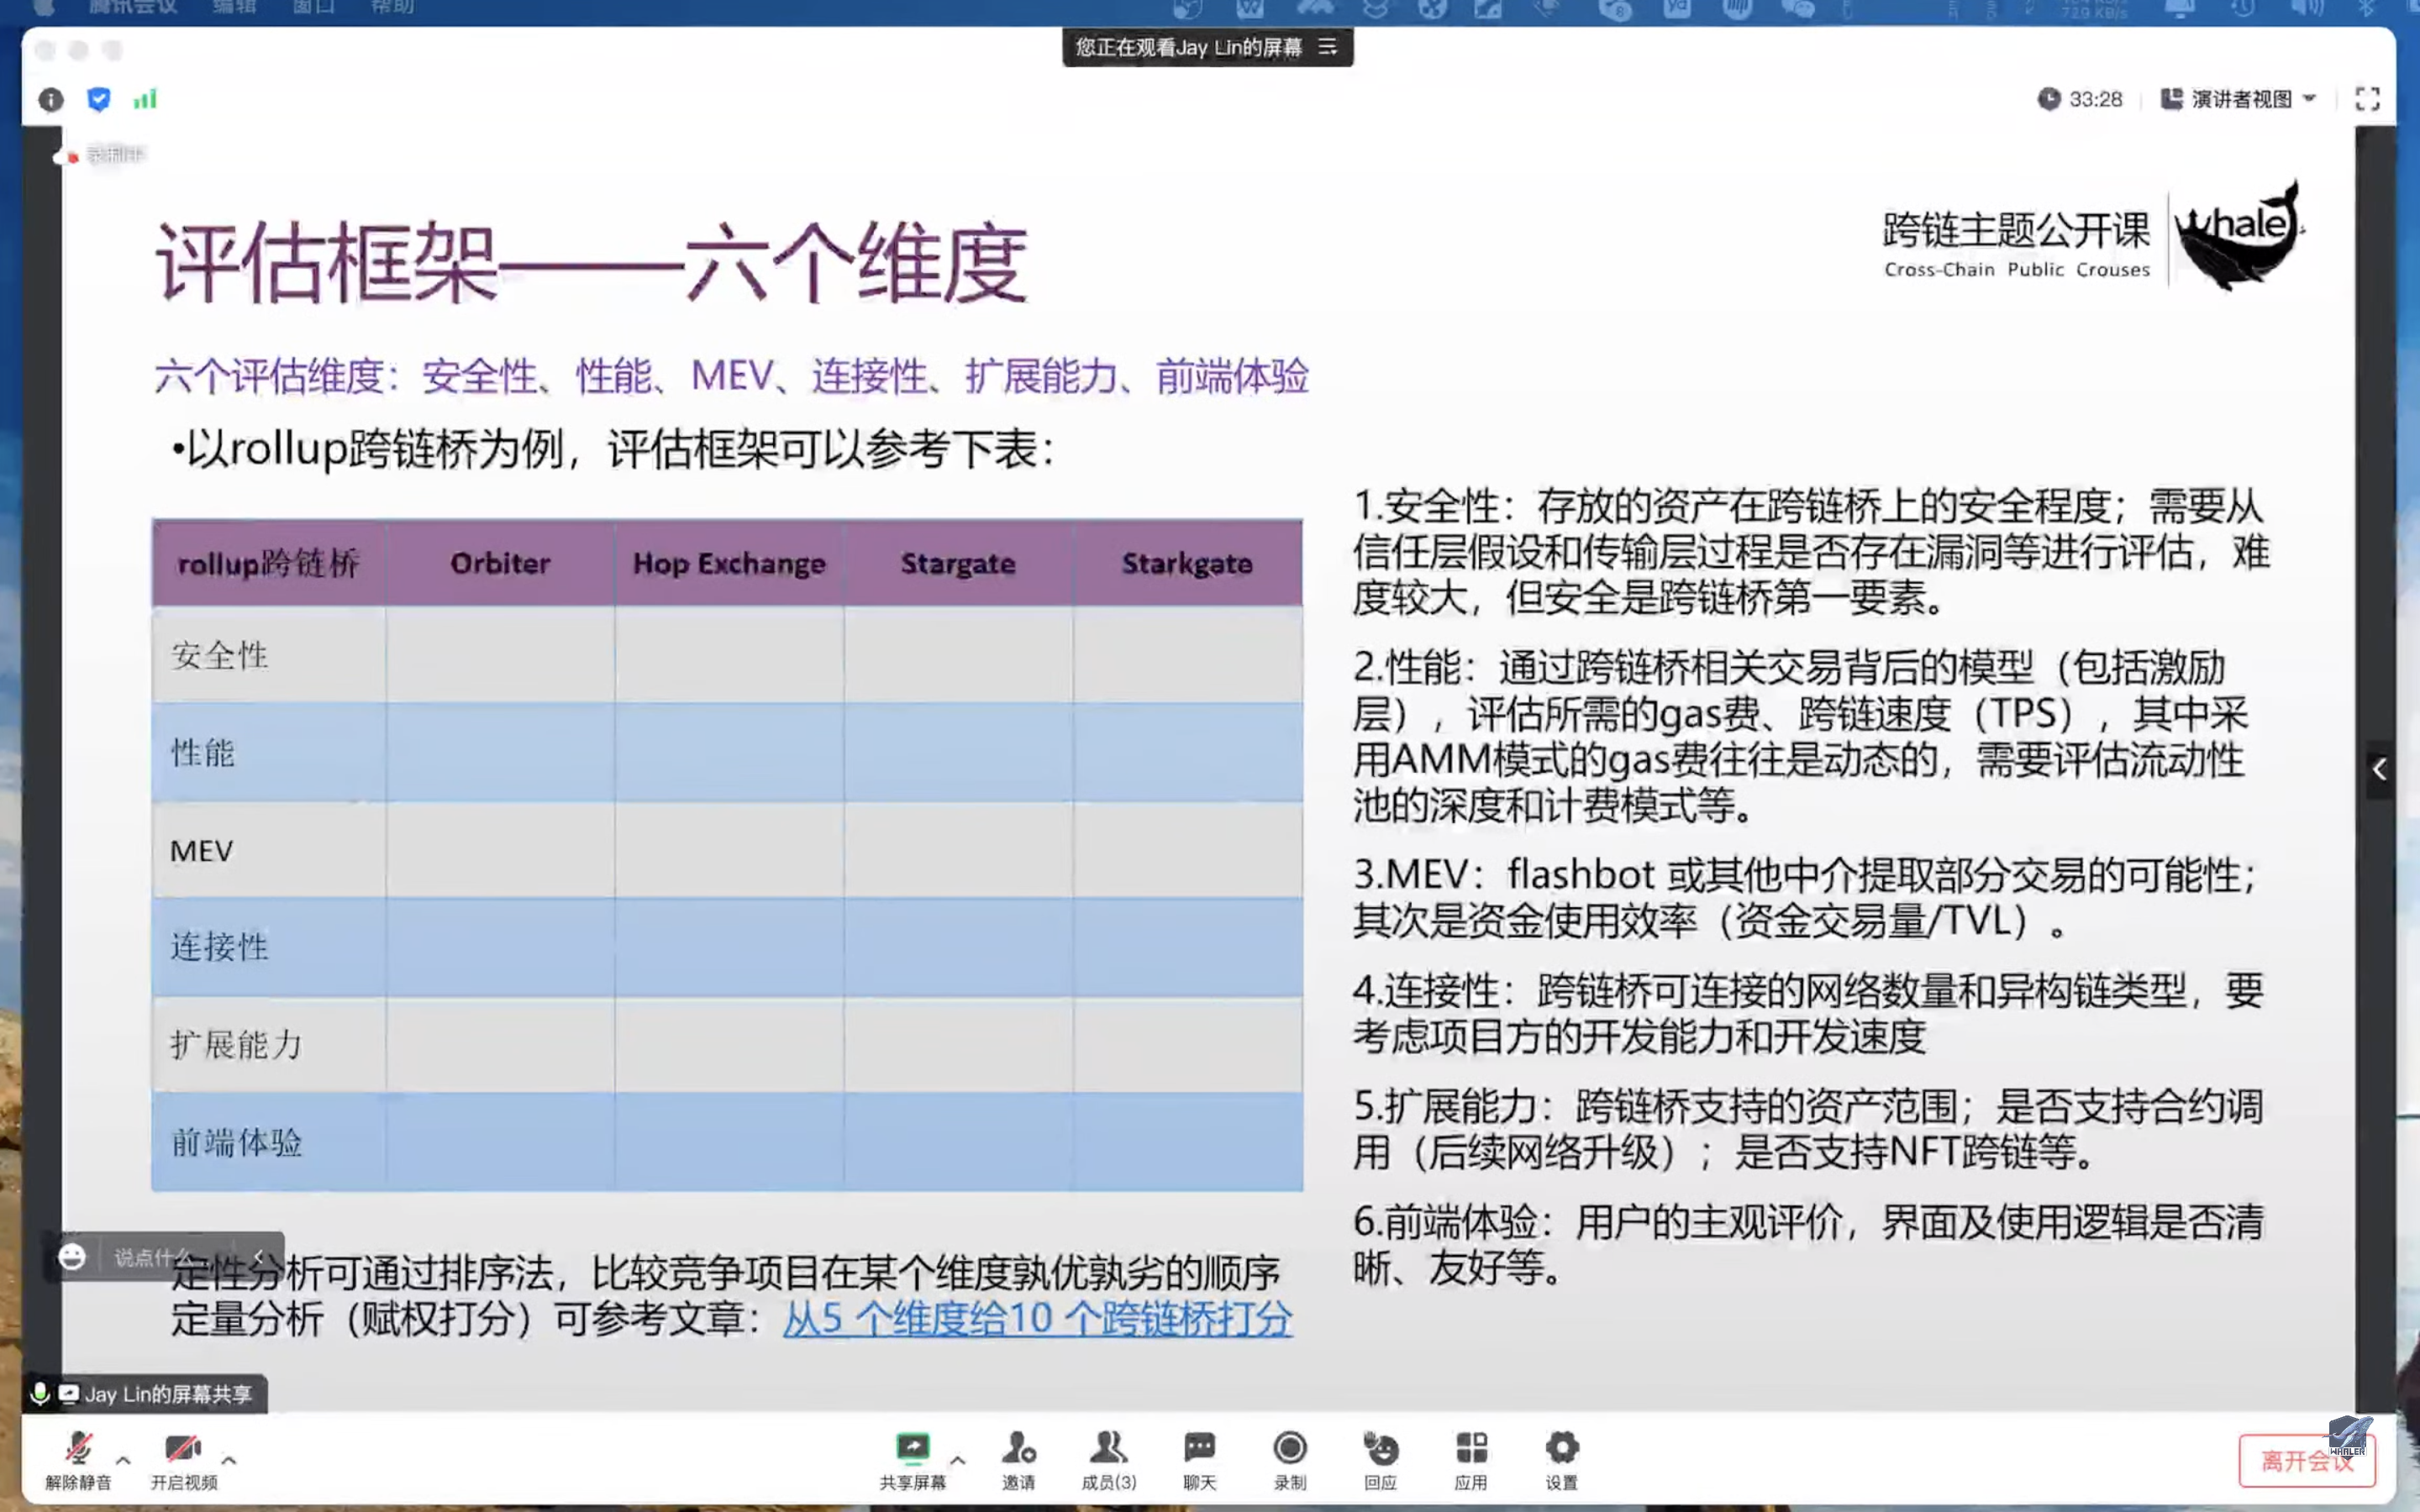 腾讯会议 编辑 窗口 帮助
您正在观看Jay Lin的屏幕
33:28 演讲者视图
录制中
评估框架——六个维度
跨链主题公开课
Cross-Chain Public Crouses
whale
六个评估维度：安全性、性能、MEV、连接性、扩展能力、前端体验
•以rollup跨链桥为例，评估框架可以参考下表：
rollup跨链桥 Orbiter Hop Exchange Stargate Starkgate
安全性
性能
MEV
连接性
扩展能力
前端体验
1.安全性：存放的资产在跨链桥上的安全程度；需要从
信任层假设和传输层过程是否存在漏洞等进行评估，难
度较大，但安全是跨链桥第一要素。
2.性能：通过跨链桥相关交易背后的模型（包括激励
层），评估所需的gas费、跨链速度（TPS），其中采
用AMM模式的gas费往往是动态的，需要评估流动性
池的深度和计费模式等。
3.MEV：flashbot 或其他中介提取部分交易的可能性；
其次是资金使用效率（资金交易量/TVL）。
4.连接性：跨链桥可连接的网络数量和异构链类型，要
考虑项目方的开发能力和开发速度
5.扩展能力：跨链桥支持的资产范围；是否支持合约调
用（后续网络升级）；是否支持NFT跨链等。
6.前端体验：用户的主观评价，界面及使用逻辑是否清
晰、友好等。
说点什么...
定性分析可通过排序法，比较竞争项目在某个维度孰优孰劣的顺序
定量分析（赋权打分）可参考文章：从5 个维度给10 个跨链桥打分
Jay Lin的屏幕共享
解除静音 开启视频 共享屏幕 邀请 成员(3) 聊天 录制 回应 应用 设置 离开会议
WHALER